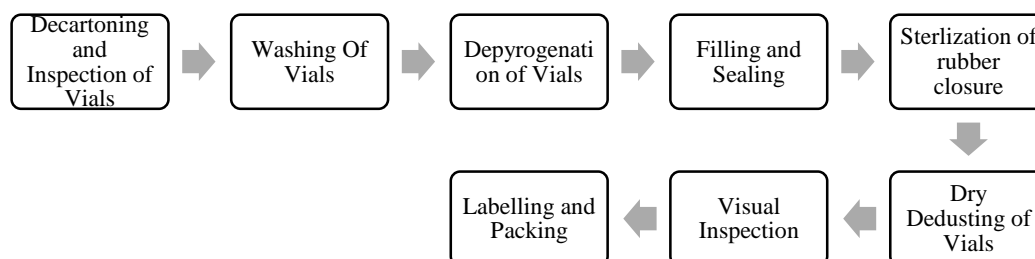 Decartoning
and
Inspection of
Vials
Washing Of
Vials
Depyrogenati
on of Vials
Filling and
Sealing
Sterlization of
rubber
closure
Dry
Dedusting of
Vials
Visual
Inspection
Labelling and
Packing